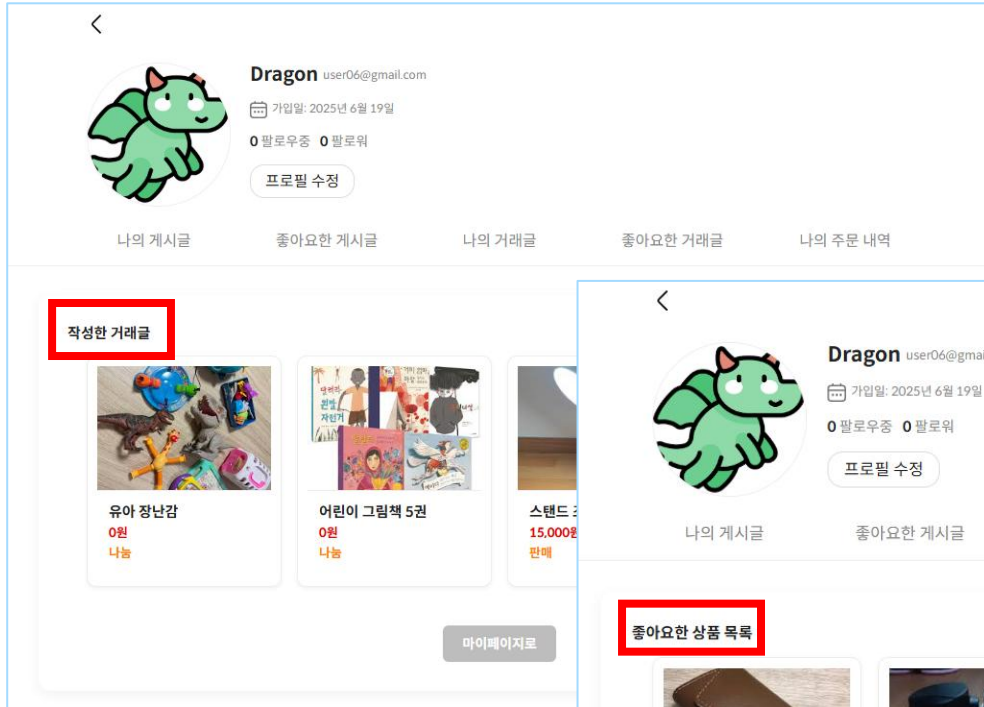 Dragon user06@gmail.com
가입일: 2025년 6월 19일
0 팔로우중 0 팔로워
프로필 수정
나의 게시글 좋아요한 게시글 나의 거래글 좋아요한 거래글 나의 주문 내역
작성한 거래글
유아 장난감
0원
나눔
어린이 그림책 5권
0원
나눔
스탠드
15,000원
판매
마이페이지로
Dragon user06@gmai
가입일: 2025년 6월 19일
0 팔로우중 0 팔로워
프로필 수정
나의 게시글 좋아요한 게시글
좋아요한 상품 목록